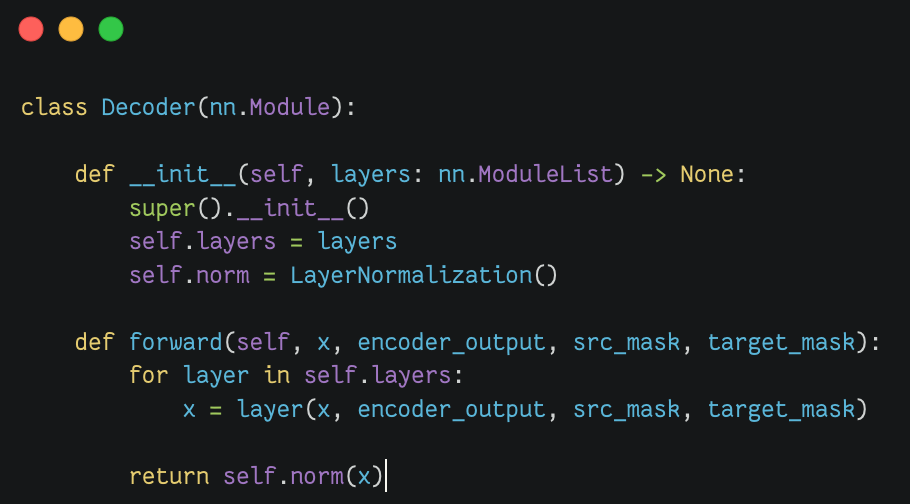 class Decoder(nn.Module):
    def __init__(self, layers: nn.ModuleList) -> None:
        super().__init__()
        self.layers = layers
        self.norm = LayerNormalization()
    def forward(self, x, encoder_output, src_mask, target_mask):
        for layer in self.layers:
            x = layer(x, encoder_output, src_mask, target_mask)
        return self.norm(x)